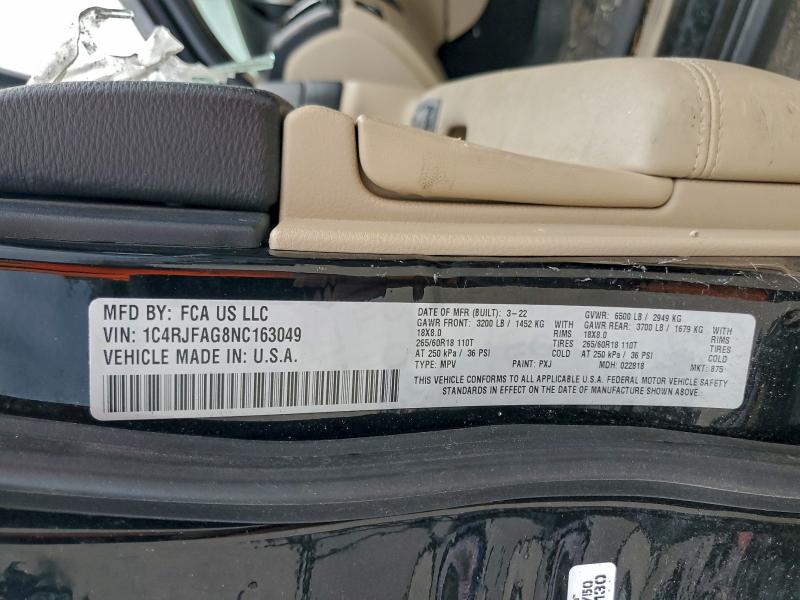 MFD BY: FCA US LLC
VIN: 1C4RJFAG8NC163049
VEHICLE MADE IN: U.S.A.
DATE OF MFR (BUILT): 3-22 GVWR: 6500 LB / 2949 KG
GAWR FRONT: 3200 LB / 1452 KG WITH GAWR REAR: 3700 LB / 1679 KG WITH
18X8.0 RIMS 18X8.0 RIMS
265/60R18 110T TIRES 265/60R18 110T TIRES
AT 250 kPa / 36 PSI COLD AT 250 kPa / 36 PSI COLD
TYPE: MPV PAINT: PXJ MDH: 022818 MKT: 875
THIS VEHICLE CONFORMS TO ALL APPLICABLE U.S.A. FEDERAL MOTOR VEHICLE SAFETY
STANDARDS IN EFFECT ON THE DATE OF MANUFACTURE SHOWN ABOVE.
130